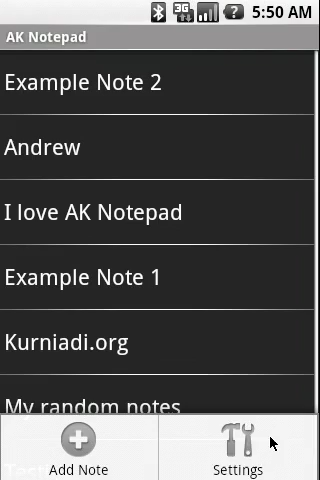 3G
?
5:50 AM
AK Notepad
Example Note 2
Andrew
I love AK Notepad
Example Note 1
Kurniadi.org
My random notes
Add Note
Settings